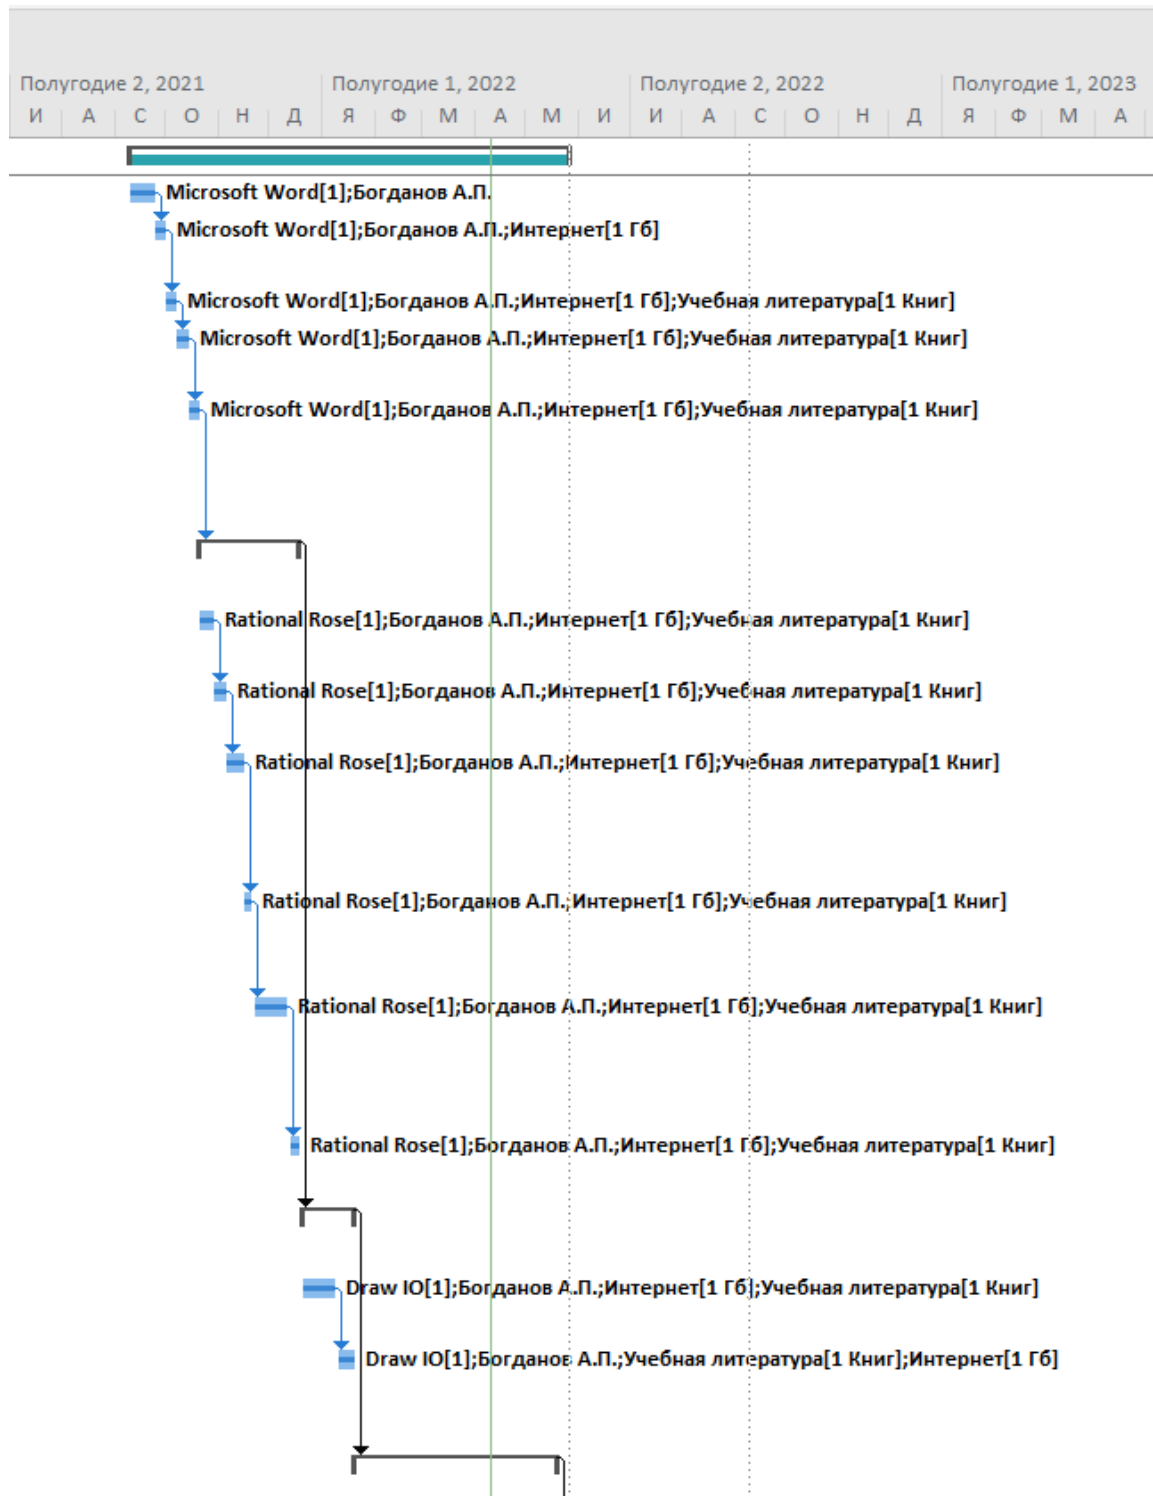 Полугодие 2, 2021 Полугодие 1, 2022 Полугодие 2, 2022 Полугодие 1, 2023
И А С О Н Д Я Ф М А М И И А С О Н Д Я Ф М А
Microsoft Word[1];Богданов А.П.
Microsoft Word[1];Богданов А.П.;Интернет[1 Гб]
Microsoft Word[1];Богданов А.П.;Интернет[1 Гб];Учебная литература[1 Книг]
Microsoft Word[1];Богданов А.П.;Интернет[1 Гб];Учебная литература[1 Книг]
Microsoft Word[1];Богданов А.П.;Интернет[1 Гб];Учебная литература[1 Книг]
Rational Rose[1];Богданов А.П.;Интернет[1 Гб];Учебная литература[1 Книг]
Rational Rose[1];Богданов А.П.;Интернет[1 Гб];Учебная литература[1 Книг]
Rational Rose[1];Богданов А.П.;Интернет[1 Гб];Учебная литература[1 Книг]
Rational Rose[1];Богданов А.П.;Интернет[1 Гб];Учебная литература[1 Книг]
Rational Rose[1];Богданов А.П.;Интернет[1 Гб];Учебная литература[1 Книг]
Rational Rose[1];Богданов А.П.;Интернет[1 Гб];Учебная литература[1 Книг]
Draw IO[1];Богданов А.П.;Интернет[1 Гб];Учебная литература[1 Книг]
Draw IO[1];Богданов А.П.;Учебная литература[1 Книг];Интернет[1 Гб]